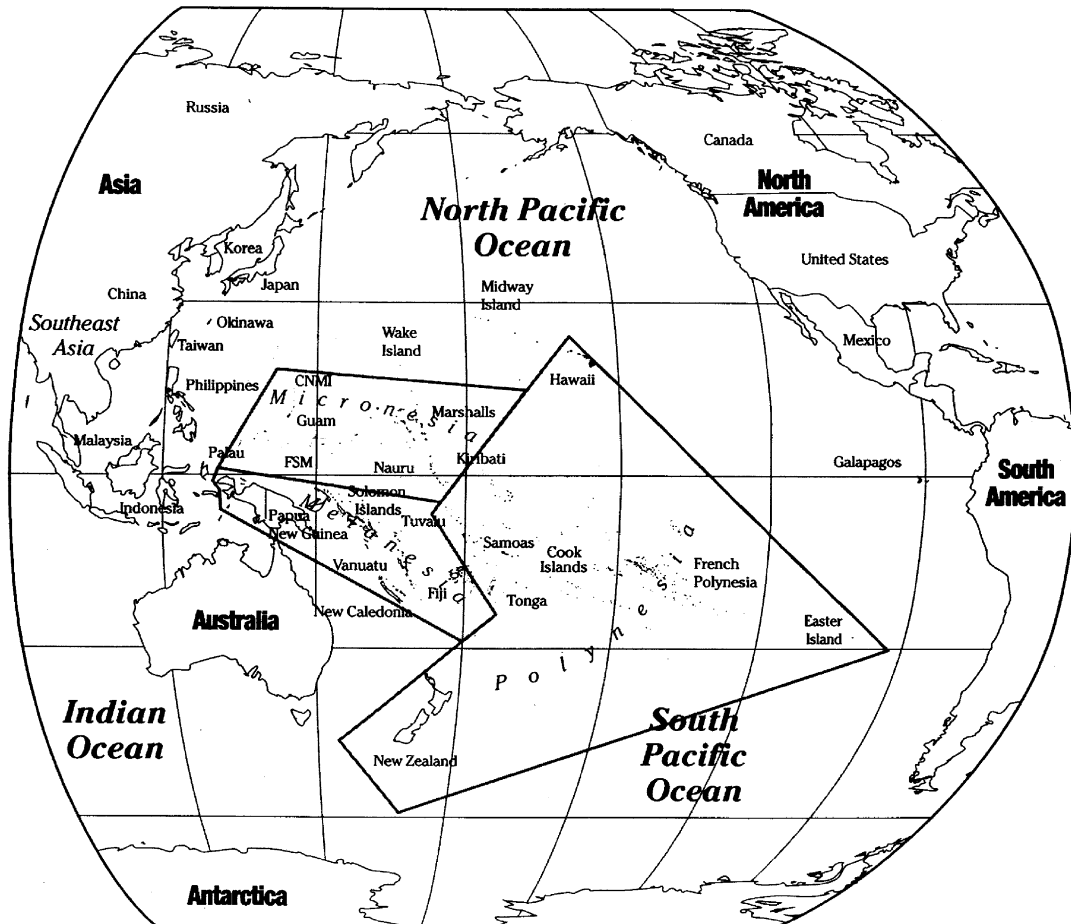 Russia
Canada
Asia
North
America
North Pacific
Ocean
Korea
United States
Japan
China
Midway
Island
Okinawa
Southeast
Asia
Wake
Island
Taiwan
Mexico
Philippines
CNMI
Hawaii
Micronesia
Marshalls
Guam
Malaysia
Palau
FSM
Nauru
Kiribati
Galapagos
South
America
Indonesia
Solomon
Islands
Melanesia
Papua
New Guinea
Tuvalu
Samoas
Cook
Islands
French
Polynesia
Vanuatu
Fiji
Tonga
New Caledonia
Australia
Easter
Island
Polynesia
Indian
Ocean
South
Pacific
Ocean
New Zealand
Antarctica